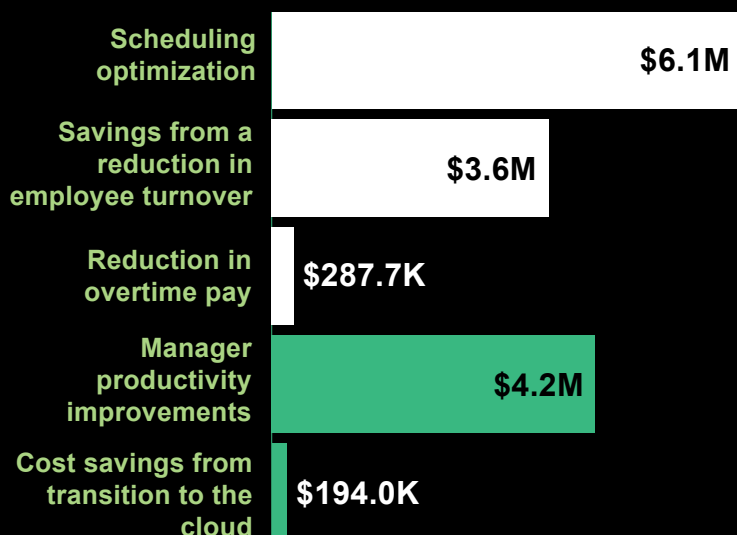 Scheduling
optimization
$6.1M
Savings from a
reduction in
employee turnover
$3.6M
Reduction in
overtime pay
$287.7K
Manager
productivity
improvements
$4.2M
Cost savings from
transition to the
cloud
$194.0K